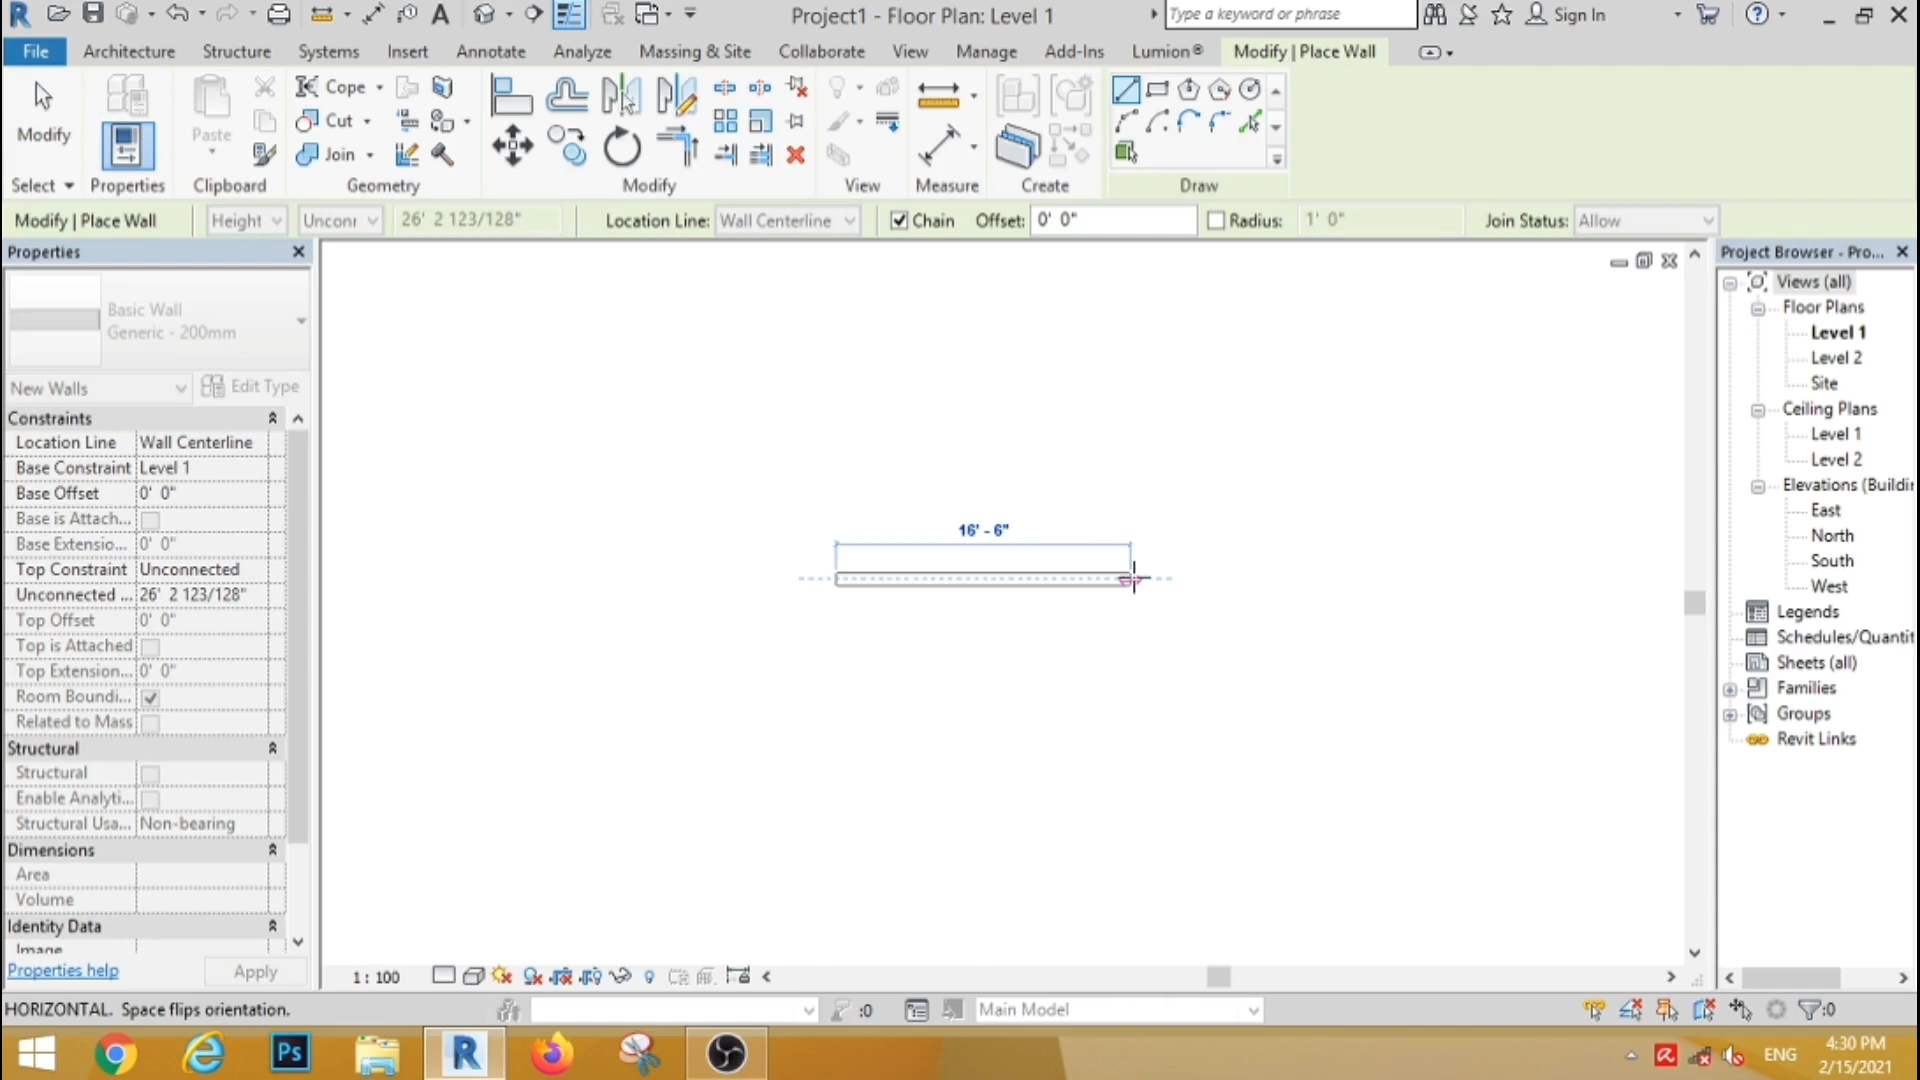 Project1 - Floor Plan: Level 1
Type a keyword or phrase
Sign In
File
Architecture
Structure
Systems
Insert
Annotate
Analyze
Massing & Site
Collaborate
View
Manage
Add-Ins
Lumion®
Modify | Place Wall
Modify
Paste
Cope
Cut
Join
Select
Properties
Clipboard
Geometry
Modify
View
Measure
Create
Draw
Modify | Place Wall
Height
Unconr
26' 2 123/128"
Location Line:
Wall Centerline
Chain
Offset:
0' 0"
Radius:
1' 0"
Join Status:
Allow
Properties
Basic Wall
Generic - 200mm
New Walls
Edit Type
Constraints
Location Line Wall Centerline
Base Constraint Level 1
Base Offset 0' 0"
Base is Attach...
Base Extensio... 0' 0"
Top Constraint Unconnected
Unconnected ... 26' 2 123/128"
Top Offset 0' 0"
Top is Attached
Top Extension... 0' 0"
Room Boundi...
Related to Mass
Structural
Structural
Enable Analyti...
Structural Usa... Non-bearing
Dimensions
Area
Volume
Identity Data
Image
Properties help
Apply
16' - 6"
Project Browser - Pro...
Views (all)
Floor Plans
Level 1
Level 2
Site
Ceiling Plans
Level 1
Level 2
Elevations (Buildin
East
North
South
West
Legends
Schedules/Quantit
Sheets (all)
Families
Groups
Revit Links
1 : 100
HORIZONTAL. Space flips orientation.
:0
Main Model
:0
Ps
ENG
4:30 PM
2/15/2021